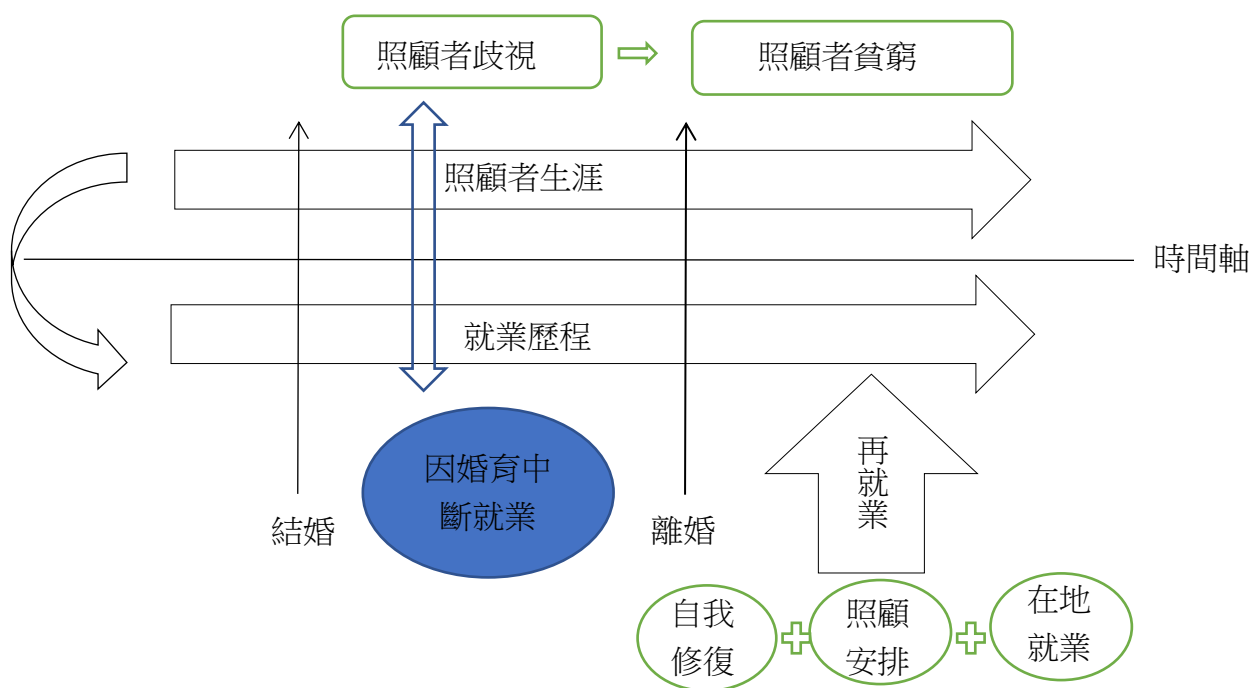 照顧者歧視
照顧者貧窮
照顧者生涯
時間軸
就業歷程
因婚育中
斷就業
再就業
結婚
離婚
自我
修復
照顧
安排
在地
就業